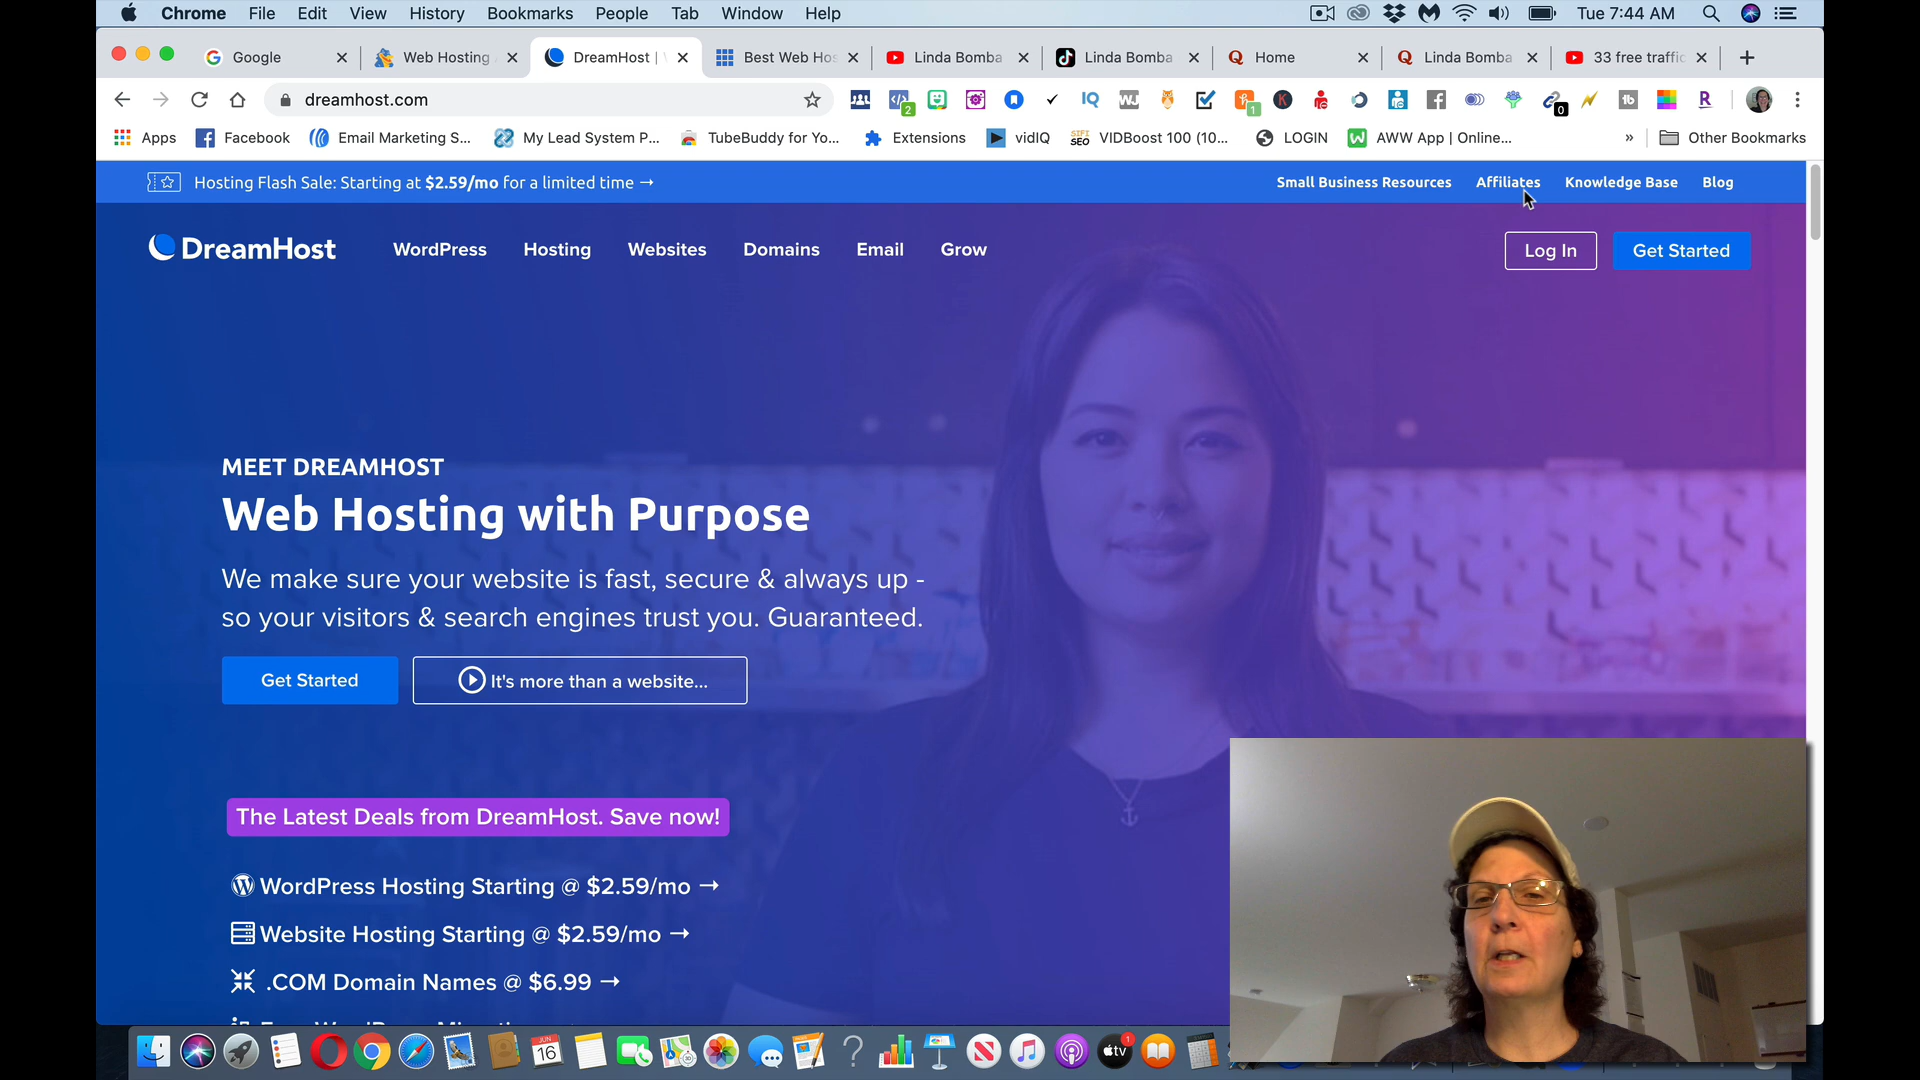 Chrome File Edit View History Bookmarks People Tab Window Help Tue 7:44 AM
Google Web Hosting DreamHost | Best Web Hos Linda Bomba Linda Bomba Home Linda Bomba 33 free traffic
dreamhost.com
Apps Facebook Email Marketing S... My Lead System P... TubeBuddy for Yo... Extensions vidIQ VIDBoost 100 (10... LOGIN AWW App | Online... » Other Bookmarks
Hosting Flash Sale: Starting at $2.59/mo for a limited time → Small Business Resources Affiliates Knowledge Base Blog
DreamHost WordPress Hosting Websites Domains Email Grow Log In Get Started
MEET DREAMHOST
Web Hosting with Purpose
We make sure your website is fast, secure & always up -
so your visitors & search engines trust you. Guaranteed.
Get Started It's more than a website...
The Latest Deals from DreamHost. Save now!
WordPress Hosting Starting @ $2.59/mo →
Website Hosting Starting @ $2.59/mo →
.COM Domain Names @ $6.99 →
JUN
16
tv
1